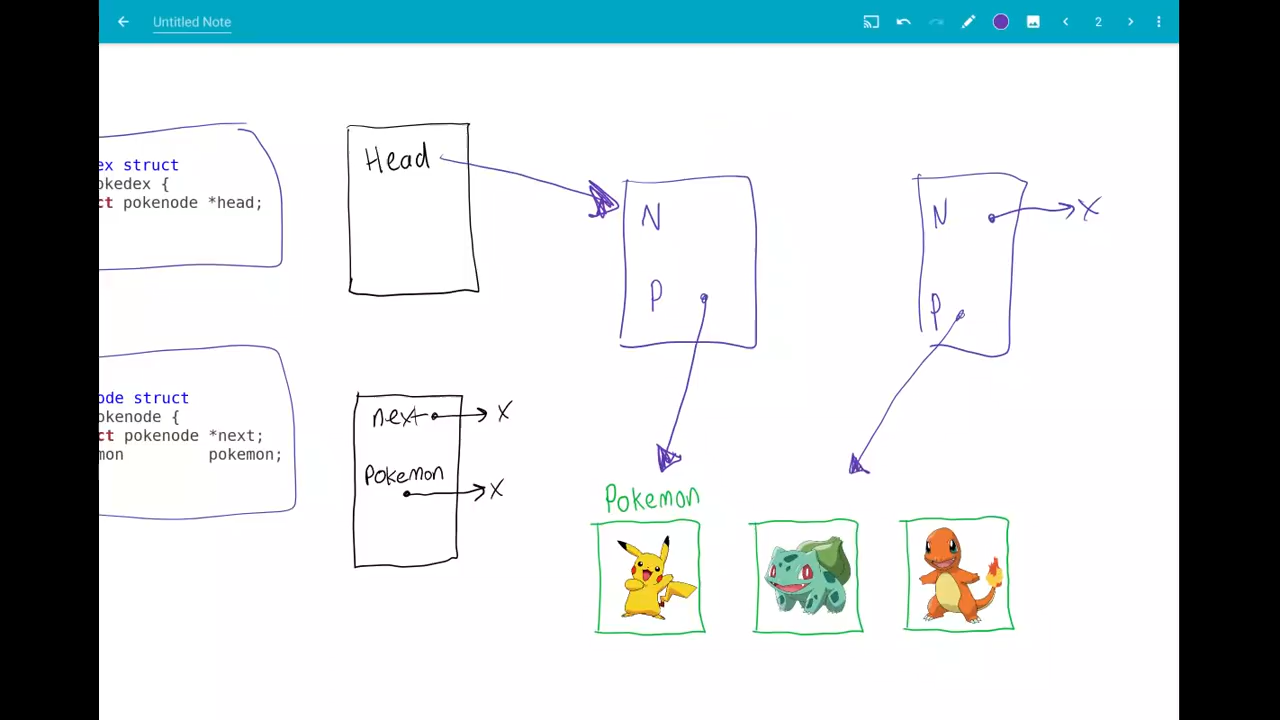 Untitled Note
2
ex struct
okedex {
ct pokenode *head;
Head
N
P
N
X
P
ode struct
okenode {
ct pokenode *next;
mon pokemon;
next
X
Pokemon
X
Pokemon